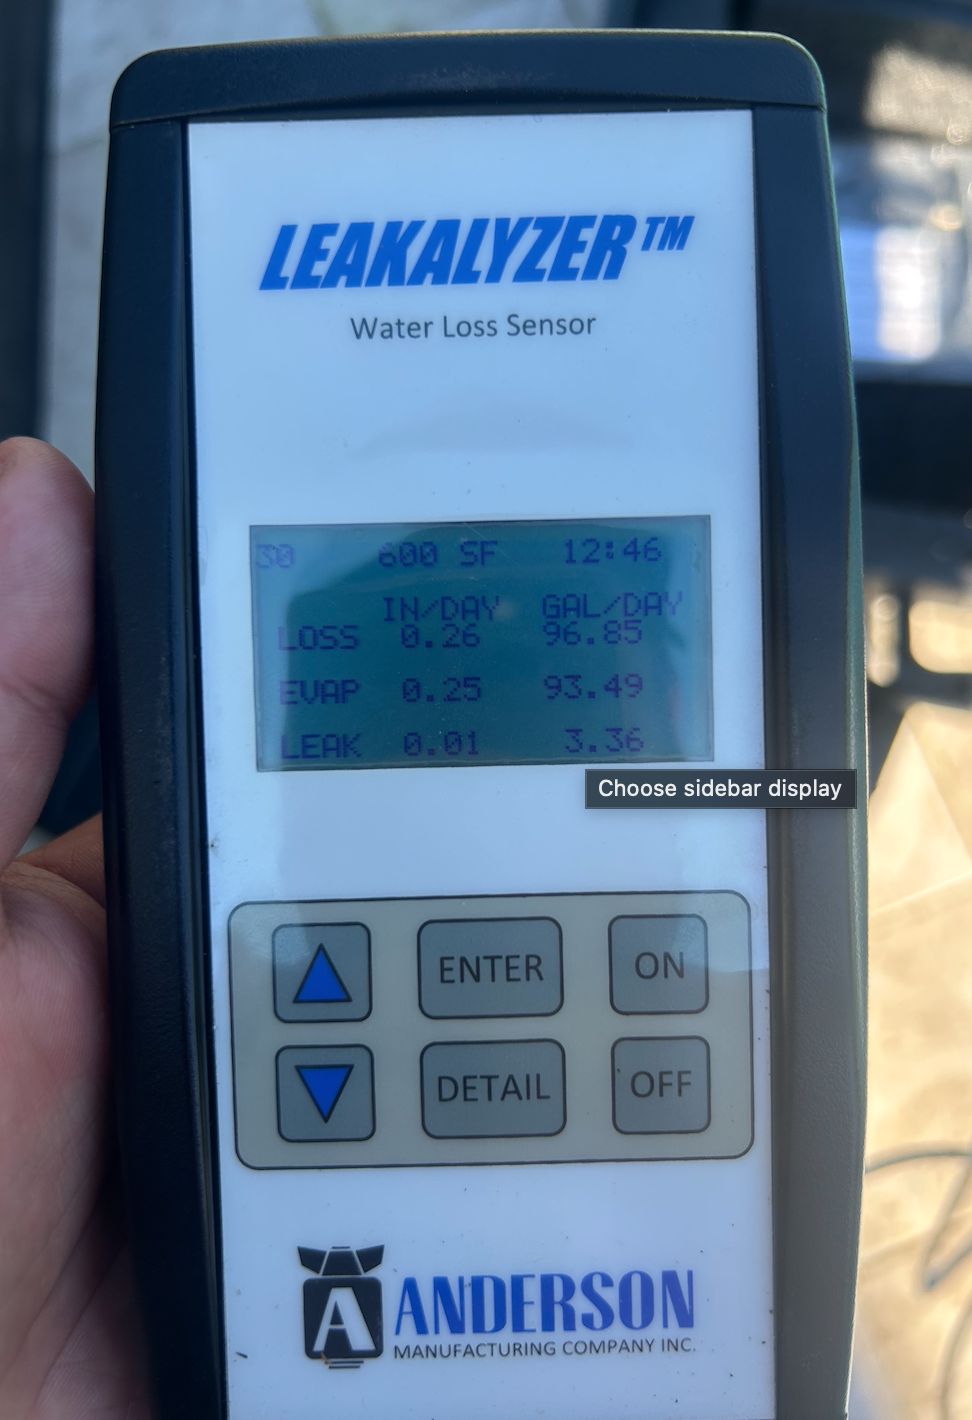 LEAKALYZER™
Water Loss Sensor
30 600 SF 12:46
IN/DAY GAL/DAY
LOSS 0.26 96.85
EVAP 0.25 93.49
LEAK 0.01 3.36
Choose sidebar display
ENTER ON
DETAIL OFF
A ANDERSON
MANUFACTURING COMPANY INC.